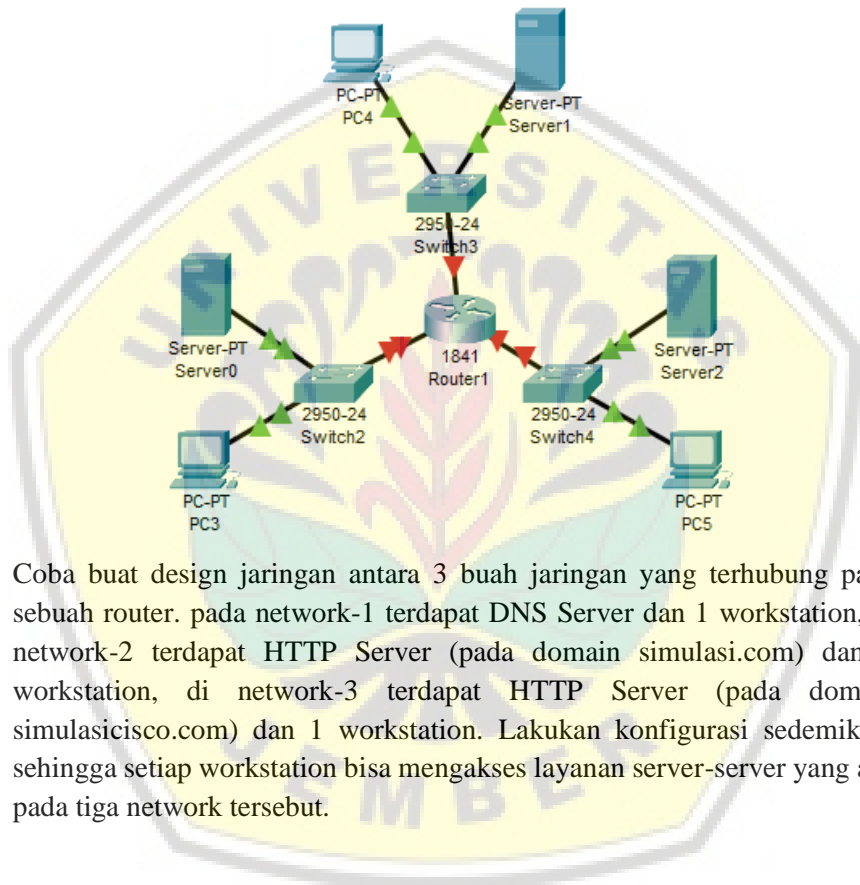 UNIVERSITAS
PC-PT
PC4
Server-PT
Server1
2950-24
Switch3
Server-PT
Server0
1841
Router1
Server-PT
Server2
2950-24
Switch2
2950-24
Switch4
PC-PT
PC3
PC-PT
PC5
Coba buat design jaringan antara 3 buah jaringan yang terhubung pa
sebuah router. pada network-1 terdapat DNS Server dan 1 workstation,
network-2 terdapat HTTP Server (pada domain simulasi.com) dan
workstation, di network-3 terdapat HTTP Server (pada dom
simulasicisco.com) dan 1 workstation. Lakukan konfigurasi sedemik
sehingga setiap workstation bisa mengakses layanan server-server yang a
pada tiga network tersebut.
JEMBER